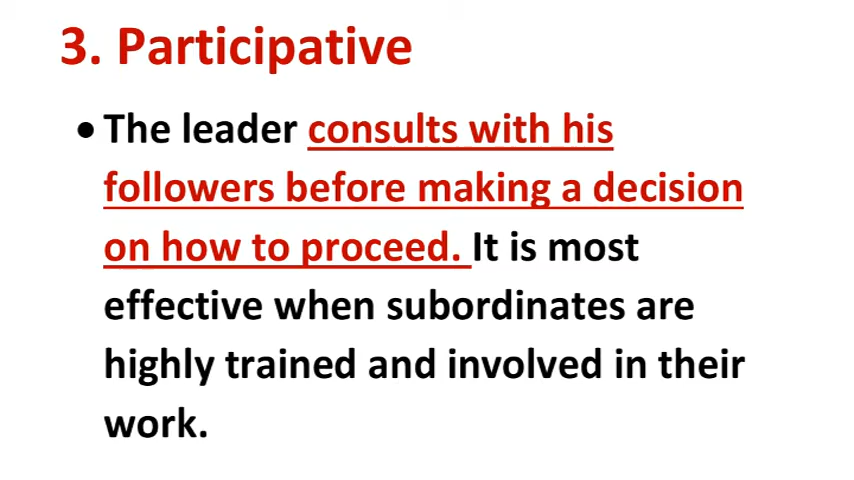 3. Participative
• The leader consults with his
followers before making a decision
on how to proceed. It is most
effective when subordinates are
highly trained and involved in their
work.